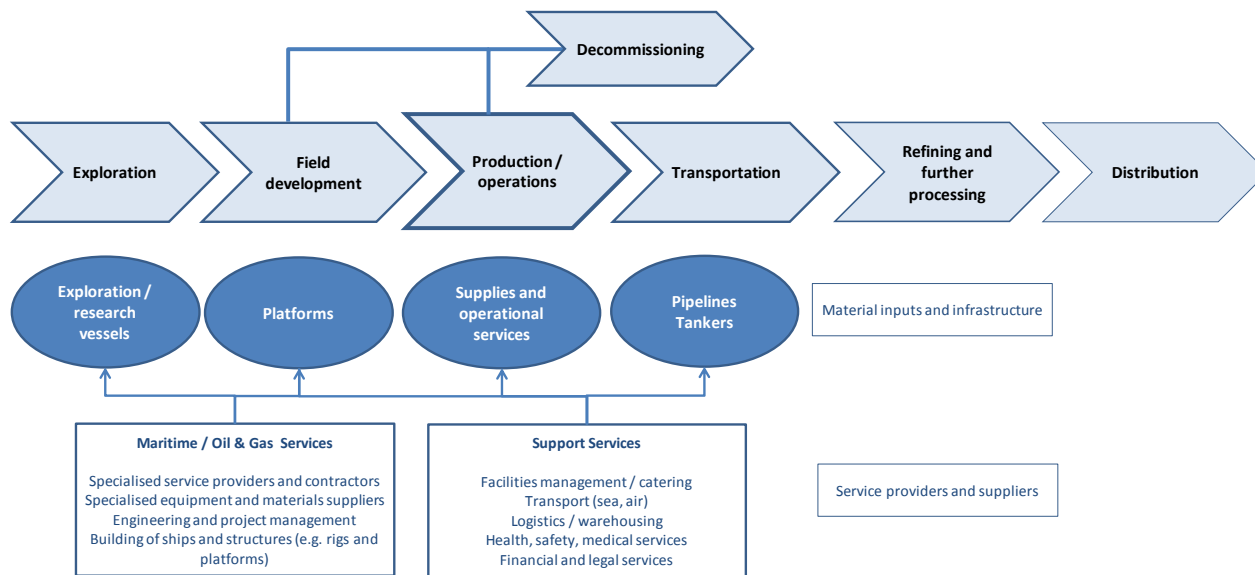 Decommissioning
Exploration
Field
development
Production /
operations
Transportation
Refining and
further
processing
Distribution
Exploration /
research
vessels
Platforms
Supplies and
operational
services
Pipelines
Tankers
Material inputs and infrastructure
Maritime / Oil & Gas Services
Specialised service providers and contractors
Specialised equipment and materials suppliers
Engineering and project management
Building of ships and structures (e.g. rigs and
platforms)
Support Services
Facilities management / catering
Transport (sea, air)
Logistics / warehousing
Health, safety, medical services
Financial and legal services
Service providers and suppliers